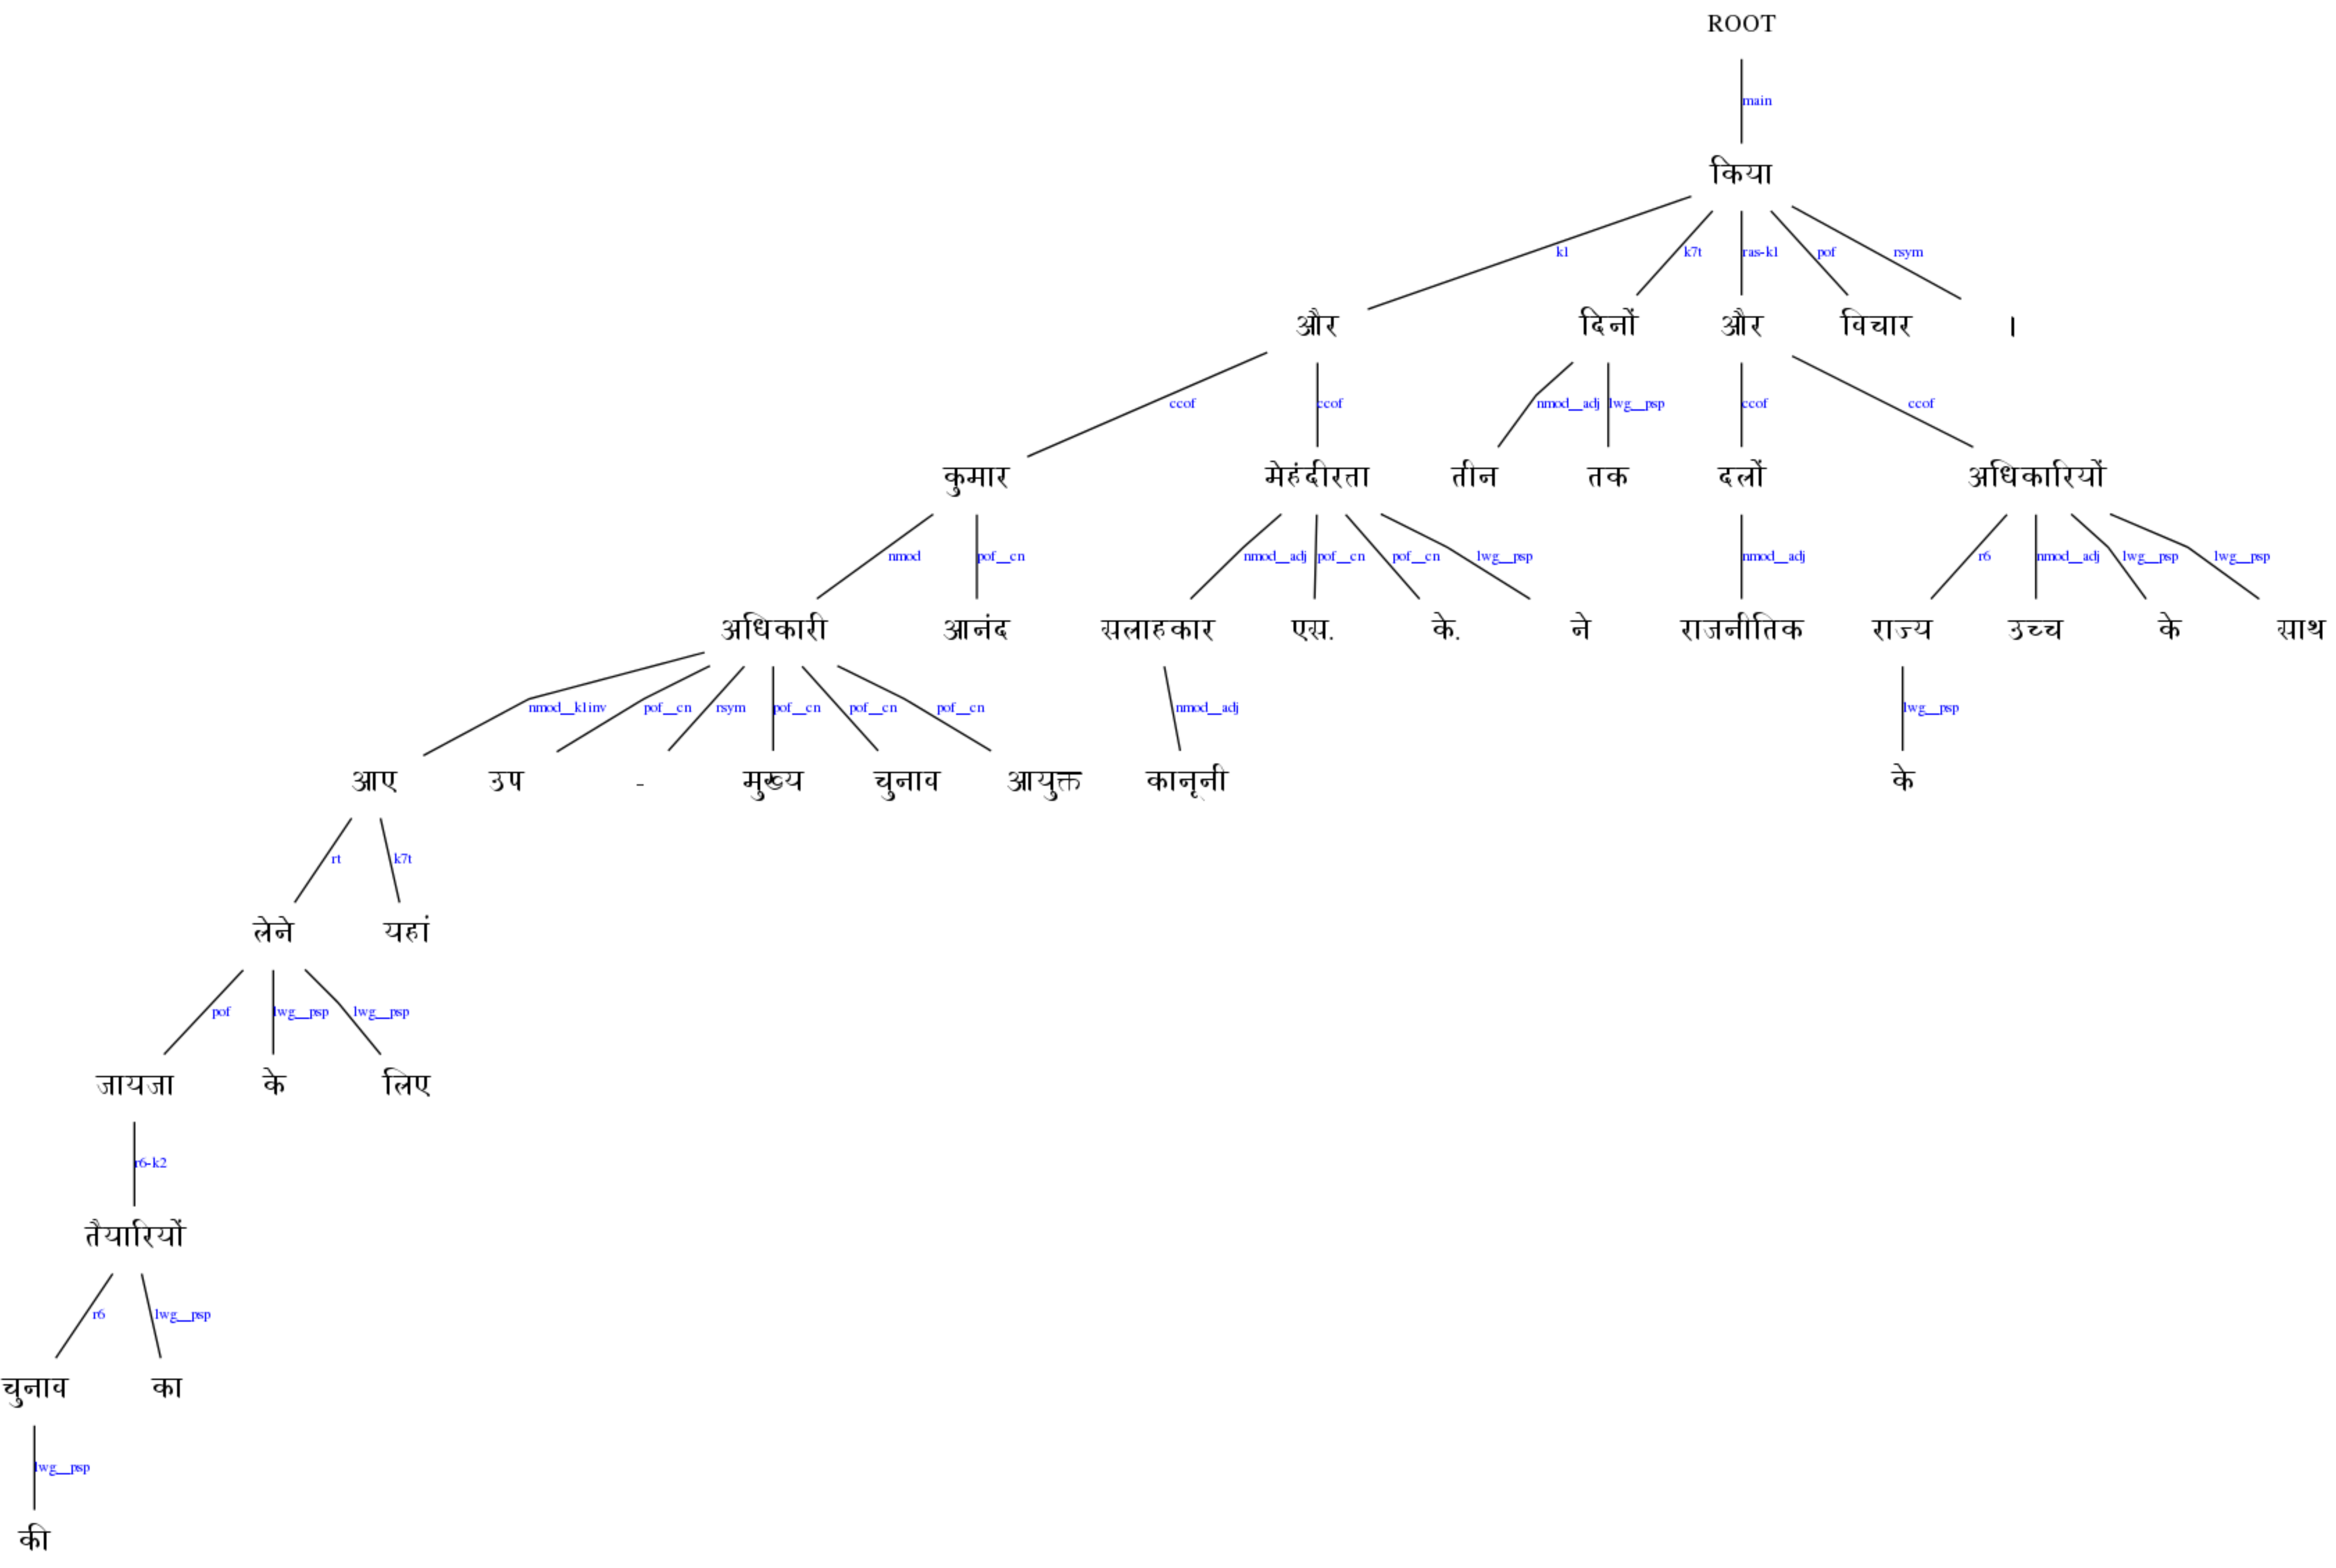 ROOT
main
किया
k1 k7t ras-k1 pof rsym
और दिनों और विचार ।
ccof ccof nmod__adj lwg__psp ccof ccof
कुमार मेहंदीरत्ता तीन तक दलों अधिकारियों
nmod pof__cn nmod__adj pof__cn pof__cn lwg__psp nmod__adj r6 nmod__adj lwg__psp lwg__psp
अधिकारी आनंद सलाहकार एस. के. ने राजनीतिक राज्य उच्च के साथ
nmod__k1inv pof__cn rsym pof__cn pof__cn pof__cn nmod__adj lwg__psp
आए उप - मुख्य चुनाव आयुक्त कानूनी के
rt k7t
लेने यहां
pof lwg__psp lwg__psp
जायजा के लिए
r6-k2
तैयारियों
r6 lwg__psp
चुनाव का
lwg__psp
की